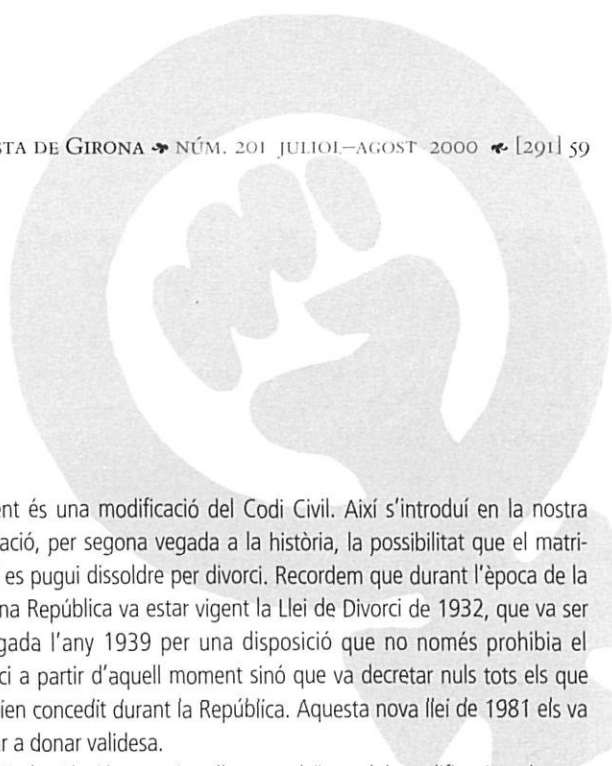 STA DE GIRONA NÚM. 201 JULIOL–AGOST 2000 [291] 59
ent és una modificació del Codi Civil. Així s'introduí en la nostra
ació, per segona vegada a la història, la possibilitat que el matri-
es pugui dissoldre per divorci. Recordem que durant l'època de la
na República va estar vigent la Llei de Divorci de 1932, que va ser
gada l'any 1939 per una disposició que no només prohibia el
ci a partir d'aquell moment sinó que va decretar nuls tots els que
ien concedit durant la República. Aquesta nova llei de 1981 els va
r a donar validesa.